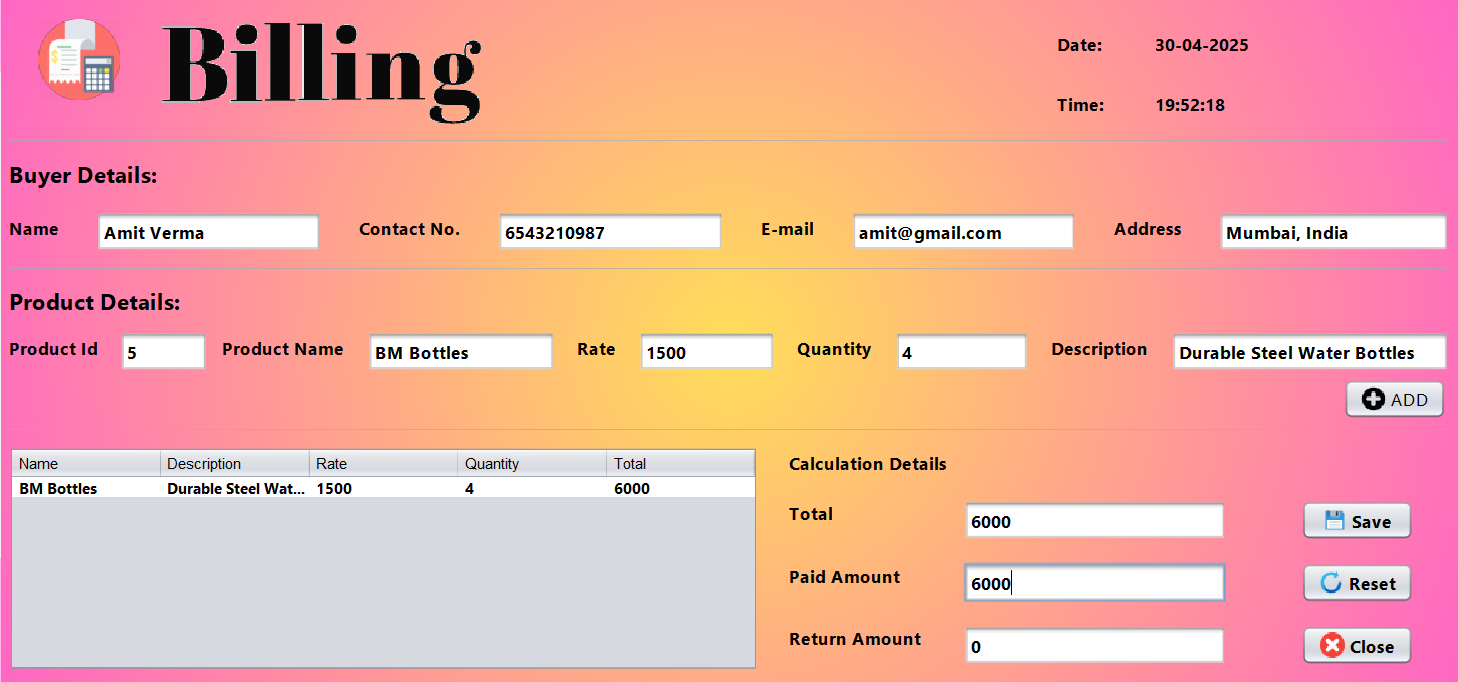 Billing
Date: 30-04-2025
Time: 19:52:18
Buyer Details:
Name Amit Verma Contact No. 6543210987 E-mail amit@gmail.com Address Mumbai, India
Product Details:
Product Id 5 Product Name BM Bottles Rate 1500 Quantity 4 Description Durable Steel Water Bottles
ADD
Name Description Rate Quantity Total
BM Bottles Durable Steel Wat... 1500 4 6000
Calculation Details
Total 6000 Save
Paid Amount 6000 Reset
Return Amount 0 Close